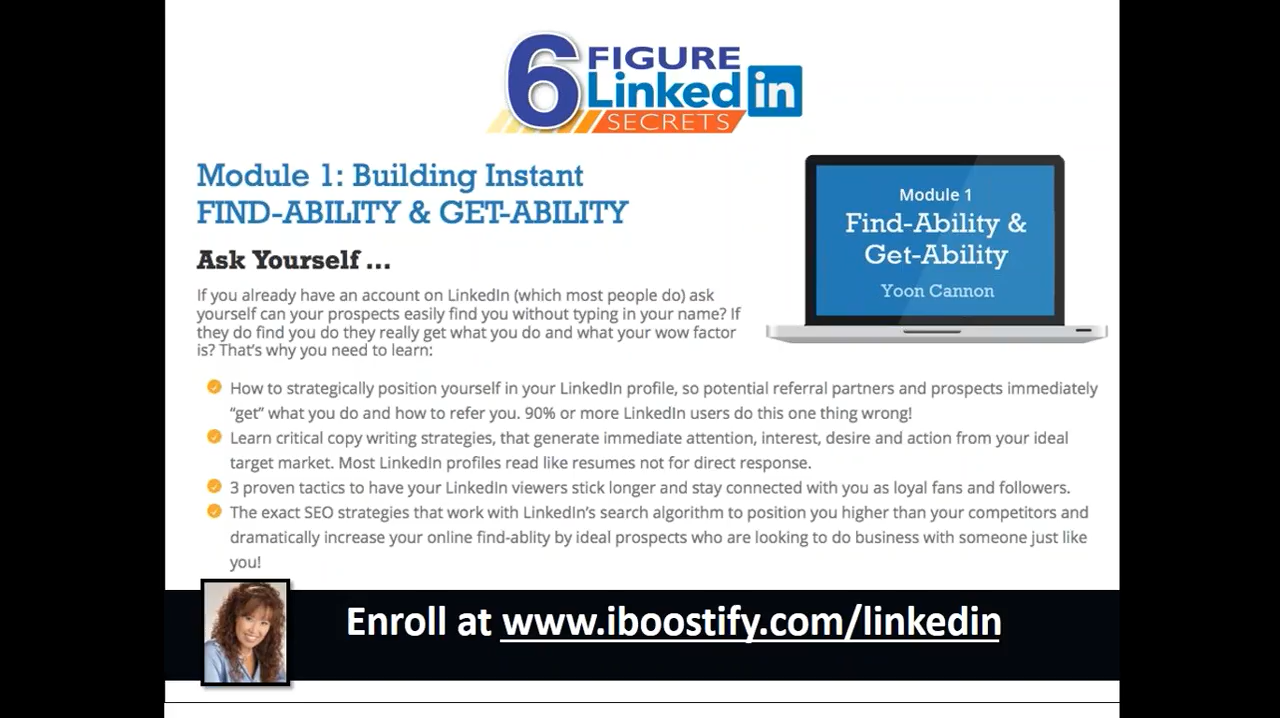 6 FIGURE
Linked in
SECRETS
Module 1: Building Instant
FIND-ABILITY & GET-ABILITY
Ask Yourself ...
If you already have an account on LinkedIn (which most people do) ask
yourself can your prospects easily find you without typing in your name? If
they do find you do they really get what you do and what your wow factor
is? That's why you need to learn:
Module 1
Find-Ability &
Get-Ability
Yoon Cannon
How to strategically position yourself in your LinkedIn profile, so potential referral partners and prospects immediately
“get” what you do and how to refer you. 90% or more LinkedIn users do this one thing wrong!
Learn critical copy writing strategies, that generate immediate attention, interest, desire and action from your ideal
target market. Most LinkedIn profiles read like resumes not for direct response.
3 proven tactics to have your LinkedIn viewers stick longer and stay connected with you as loyal fans and followers.
The exact SEO strategies that work with LinkedIn's search algorithm to position you higher than your competitors and
dramatically increase your online find-ablity by ideal prospects who are looking to do business with someone just like
you!
Enroll at www.iboostify.com/linkedin